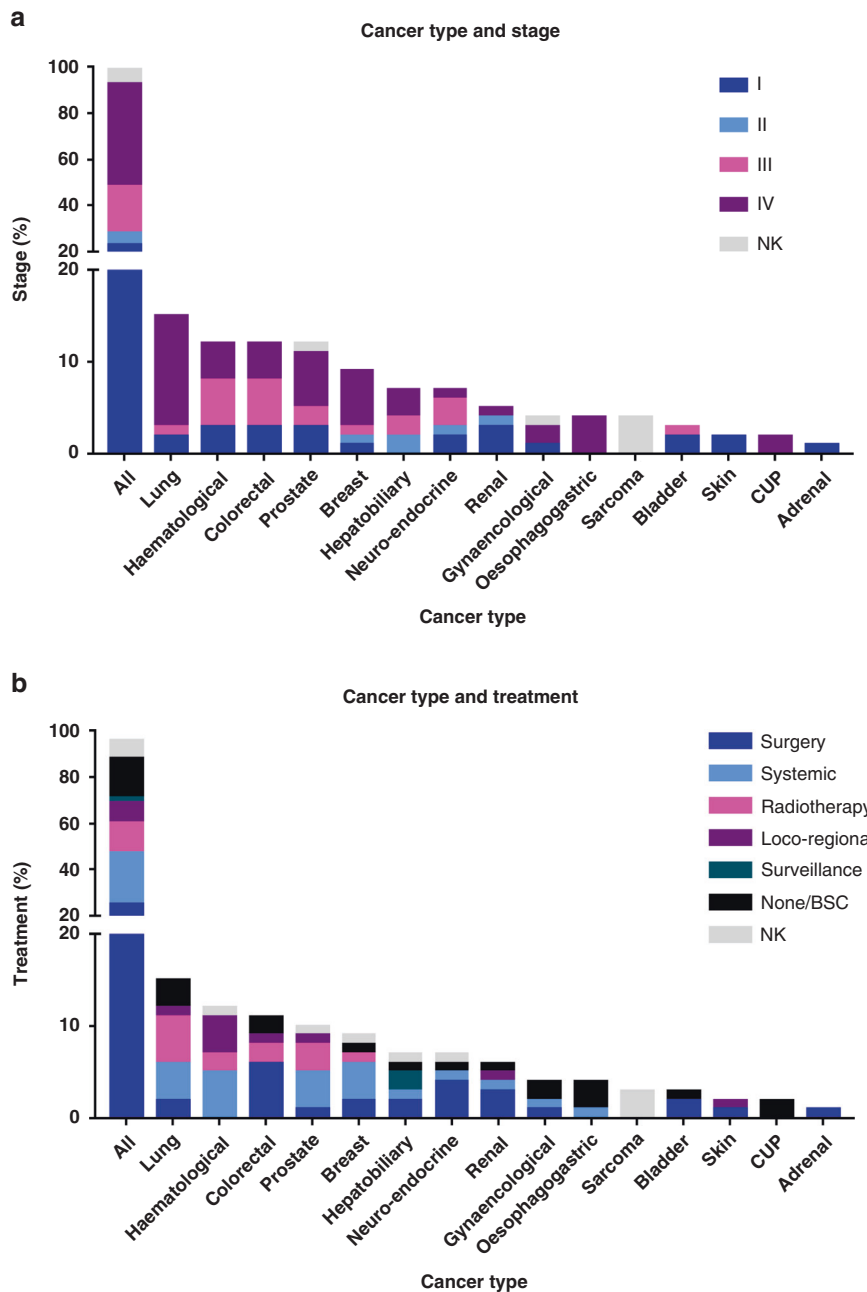 a
Cancer type and stage
100
80
60
40
20
20
10
0
Stage (%)
I
II
III
IV
NK
All
Lung
Haematological
Colorectal
Prostate
Breast
Hepatobiliary
Neuro-endocrine
Renal
Gynaencological
Oesophagogastric
Sarcoma
Bladder
Skin
CUP
Adrenal
Cancer type
b
Cancer type and treatment
100
80
60
40
20
20
10
0
Treatment (%)
Surgery
Systemic
Radiotherapy
Loco-regiona
Surveillance
None/BSC
NK
All
Lung
Haematological
Colorectal
Prostate
Breast
Hepatobiliary
Neuro-endocrine
Renal
Gynaencological
Oesophagogastric
Sarcoma
Bladder
Skin
CUP
Adrenal
Cancer type